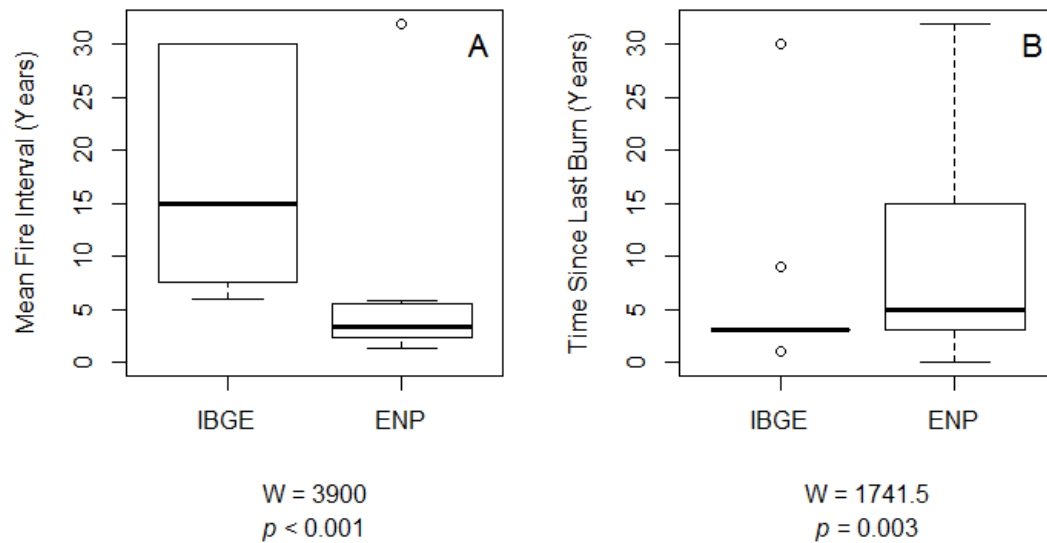 Mean Fire Interval (Years)
30
25
20
15
10
5
0
A
IBGE
ENP
W = 3900
p < 0.001
Time Since Last Burn (Years)
30
25
20
15
10
5
0
B
IBGE
ENP
W = 1741.5
p = 0.003